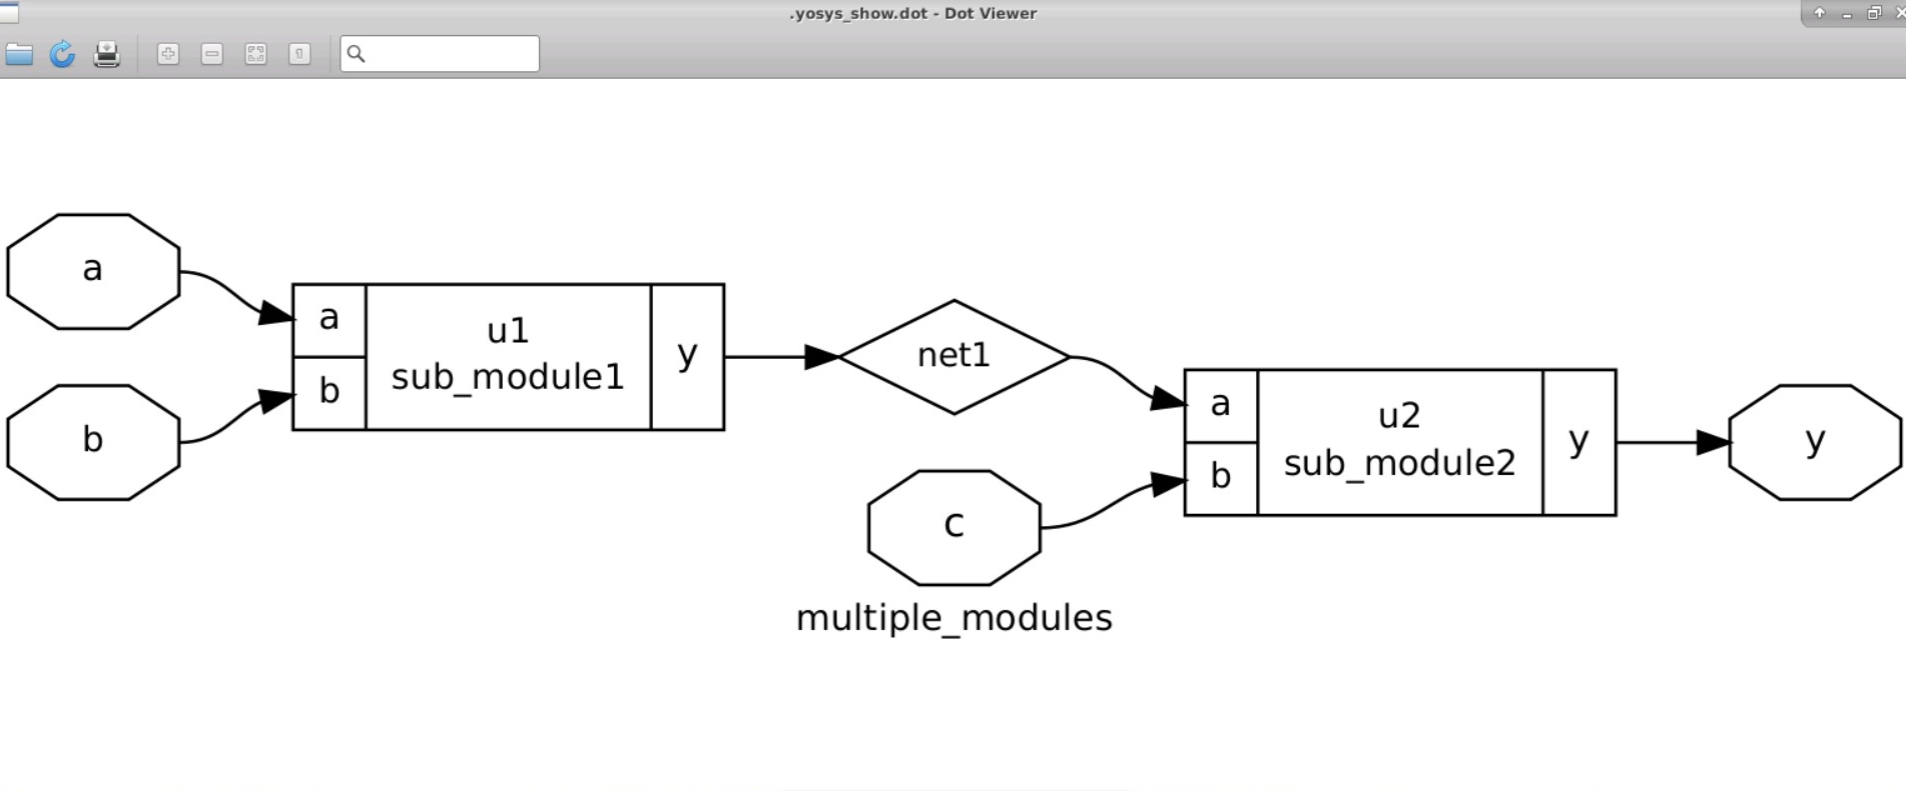 .yosys_show.dot - Dot Viewer
a
b
a
b
u1
sub_module1
y
net1
c
a
b
u2
sub_module2
y
y
multiple_modules